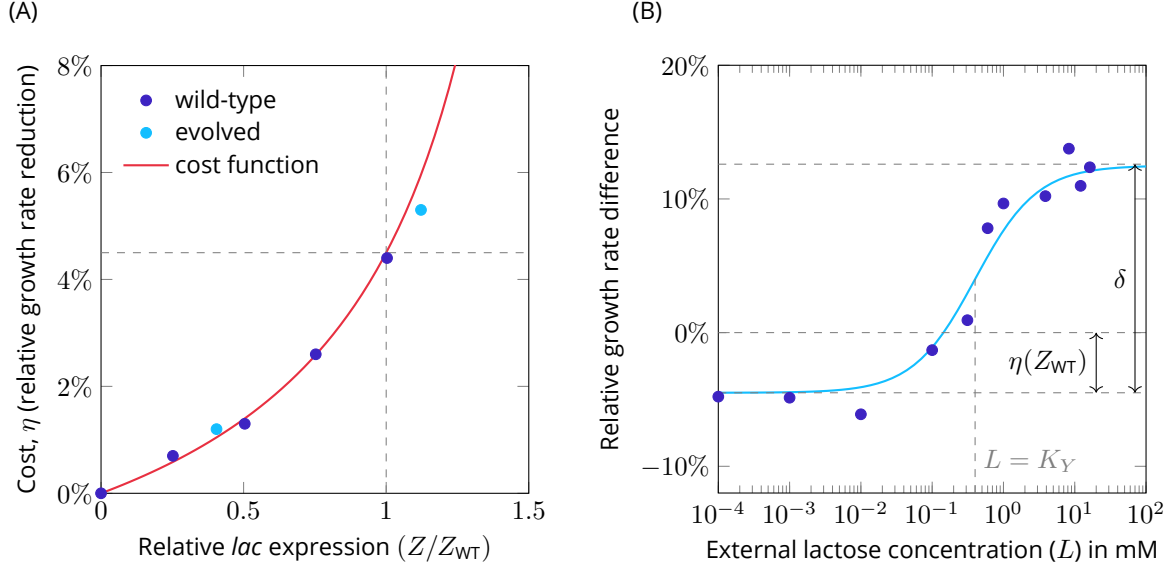 (A)
Cost, η (relative growth rate reduction)
8%
6%
4%
2%
0%
wild-type
evolved
cost function
0
0.5
1
1.5
Relative lac expression (Z/Z_WT)
(B)
Relative growth rate difference
20%
10%
0%
−10%
δ
η(Z_WT)
L = K_Y
10^−4
10^−3
10^−2
10^−1
10^0
10^1
10^2
External lactose concentration (L) in mM